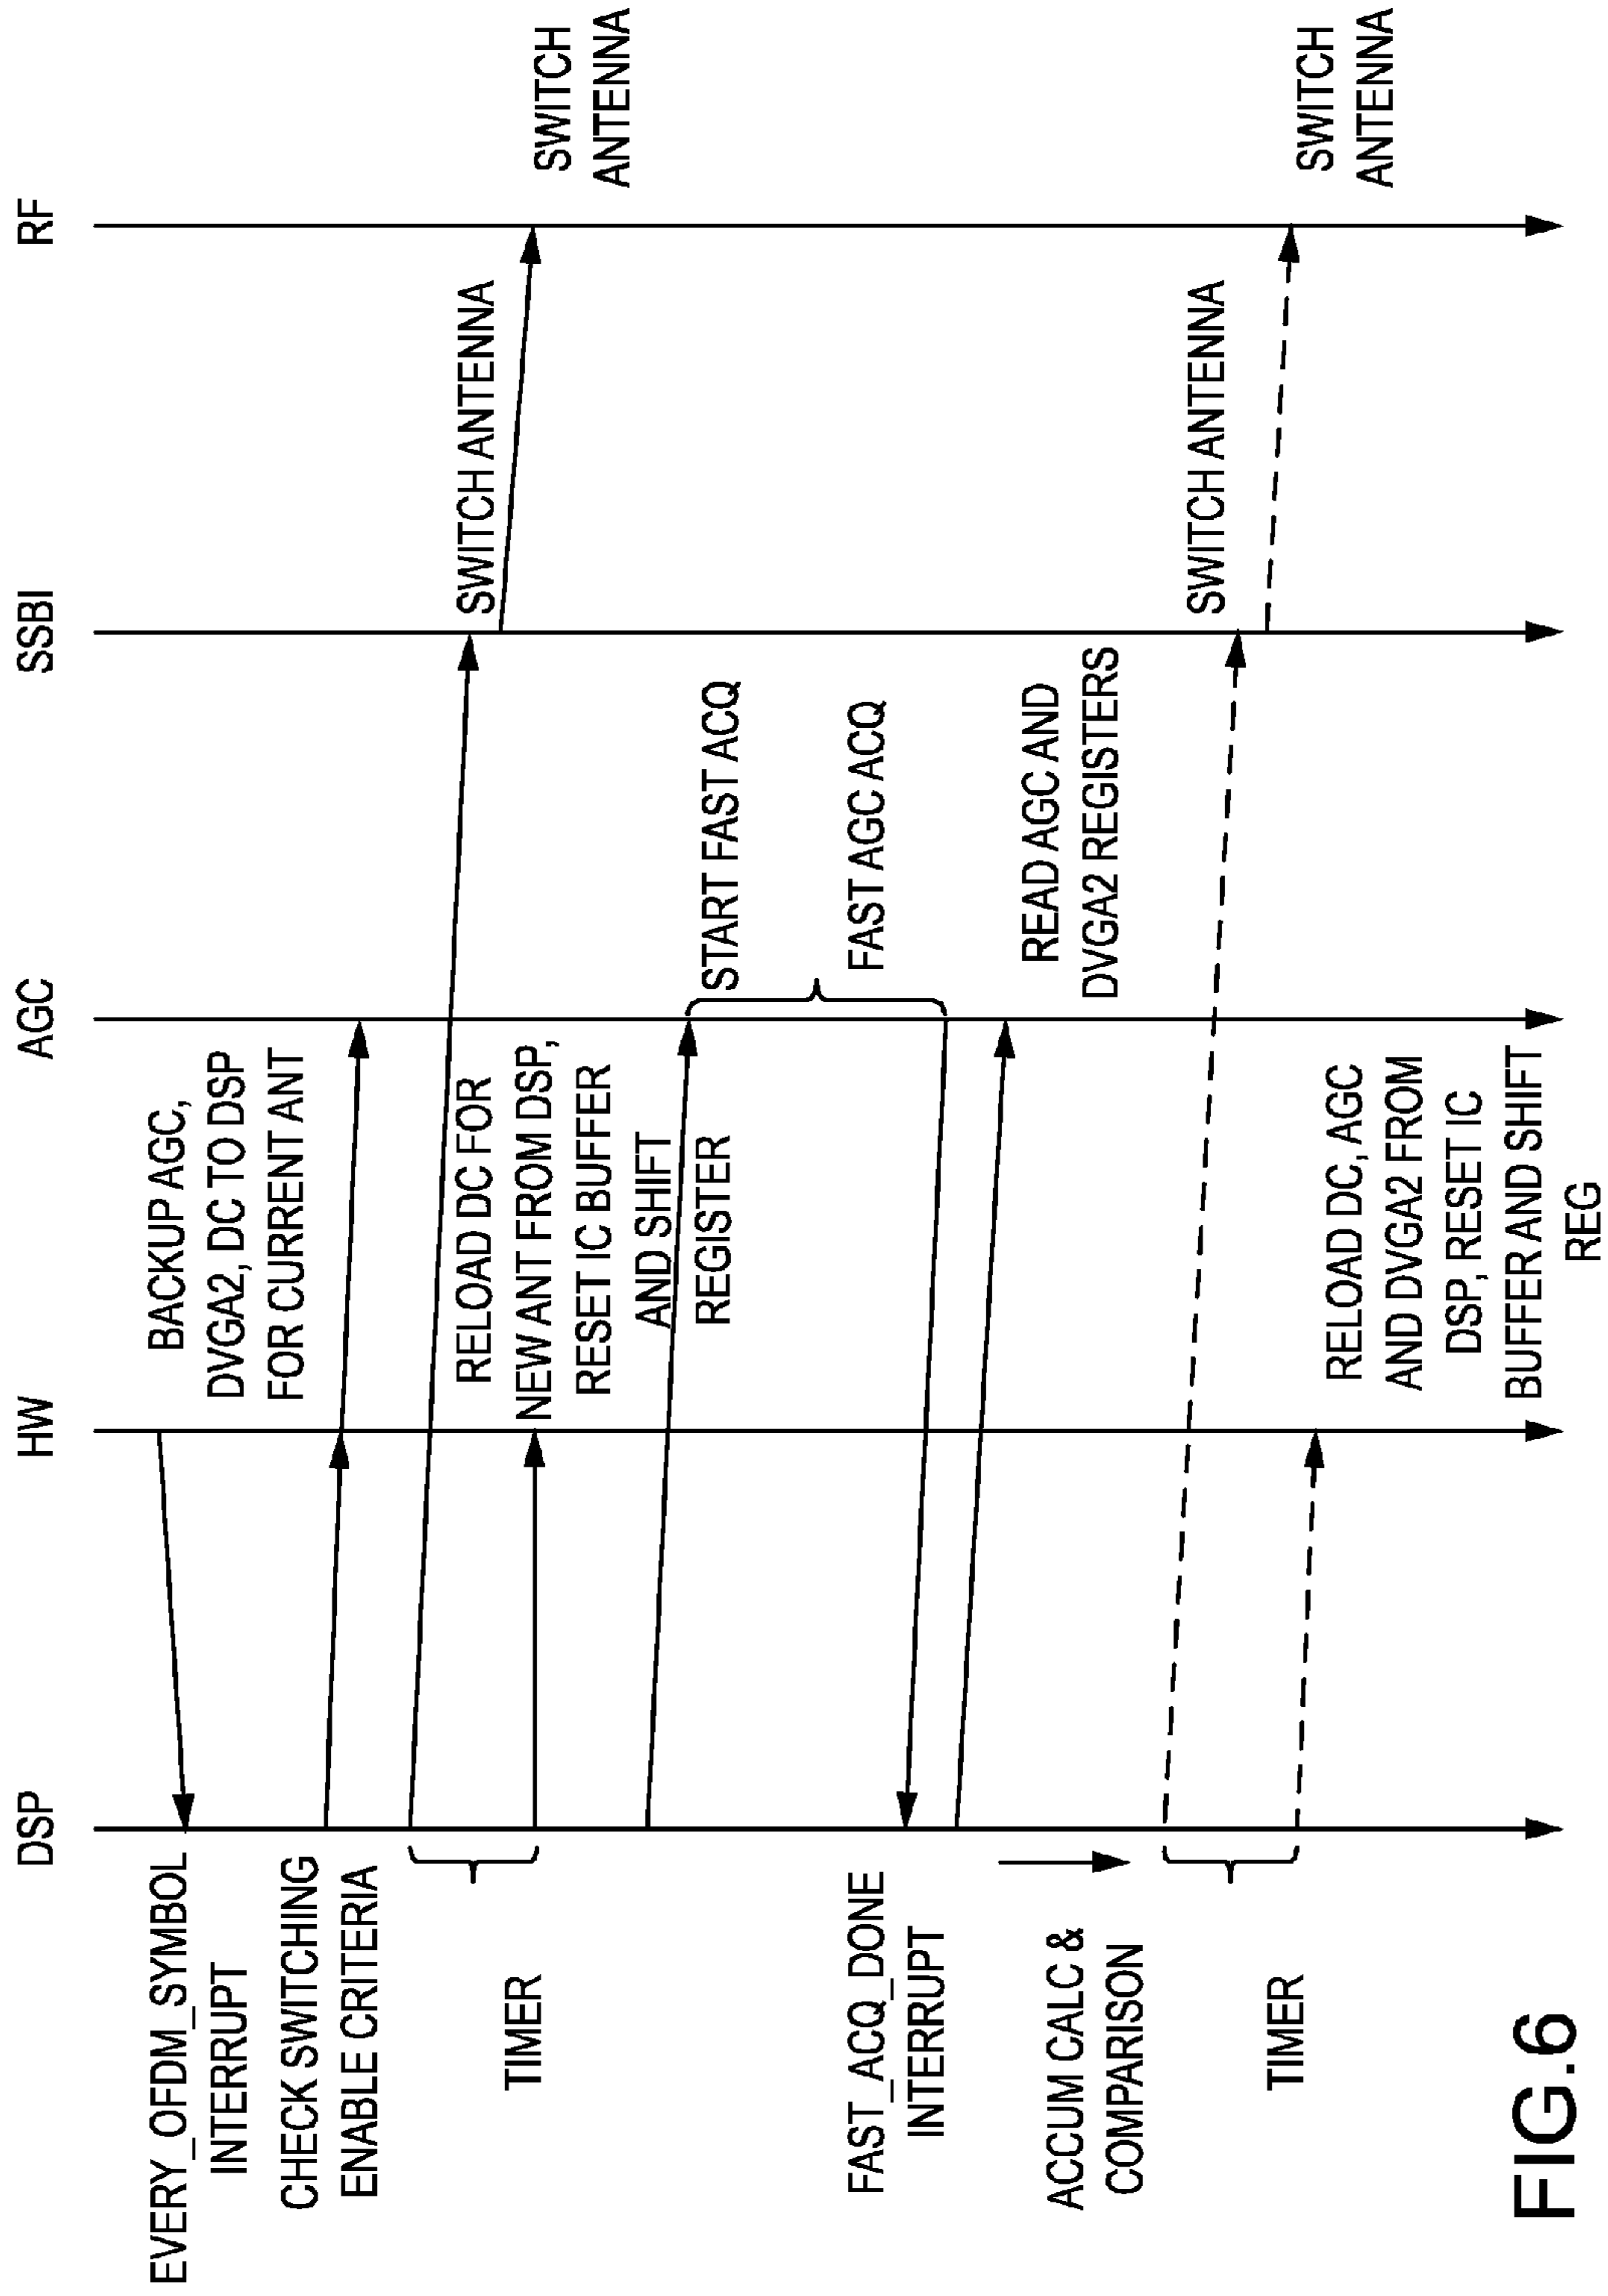 DSP
HW
AGC
SSBI
RF
EVERY_OFDM_SYMBOL
INTERRUPT
BACKUP AGC,
DVGA2, DC TO DSP
FOR CURRENT ANT
CHECK SWITCHING
ENABLE CRITERIA
TIMER
RELOAD DC FOR
NEW ANT FROM DSP,
RESET IC BUFFER
AND SHIFT
REGISTER
SWITCH ANTENNA
SWITCH
ANTENNA
START FAST ACQ
FAST AGC ACQ
FAST_ACQ_DONE
INTERRUPT
READ AGC AND
DVGA2 REGISTERS
ACCUM CALC &
COMPARISON
TIMER
SWITCH ANTENNA
SWITCH
ANTENNA
RELOAD DC, AGC
AND DVGA2 FROM
DSP, RESET IC
BUFFER AND SHIFT
REG
FIG.6